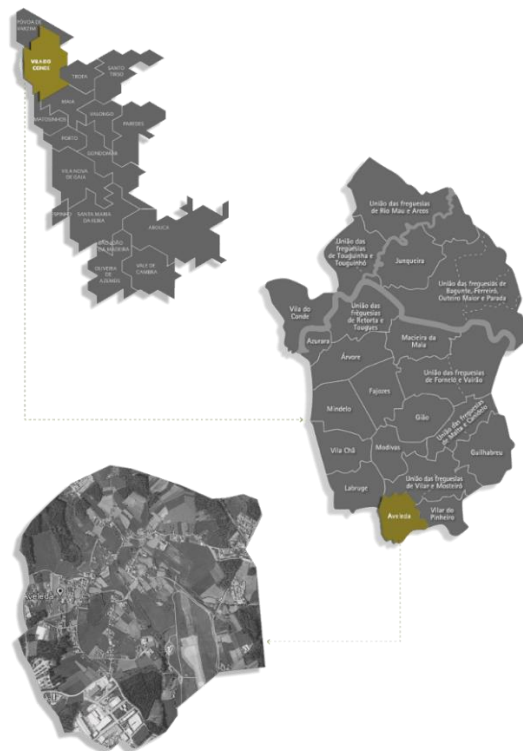 PÓVOA DE
VARZIM
VILA DO
CONDE
TROFA
SANTO
TIRSO
MAIA
MATOSINHOS
VALONGO
PAREDES
PORTO
GONDOMAR
VILA NOVA
DE GAIA
ESPINHO
SANTA MARIA
DA FEIRA
AROUCA
SÃO JOÃO
DA MADEIRA
OLIVEIRA
DE
AZEMÉIS
VALE DE
CAMBRA
União das freguesias
de Rio Mau e Arcos
União das
freguesias
de Touguinha e
Touguinhó
Junqueira
União das freguesias de
Bagunte, Ferreiró,
Outeiro Maior e Parada
Vila do
Conde
União das
freguesias
de Retorta e
Tougues
Azurara
Macieira da
Maia
Árvore
União das freguesias
de Fornelo e Vairão
Fajozes
Mindelo
Gião
União das freguesias
de Malta e Canidelo
Vila Chã
Modivas
Guilhabreu
União das freguesias
de Vilar e Mosteiró
Labruge
Aveleda
Vilar do
Pinheiro
Aveleda